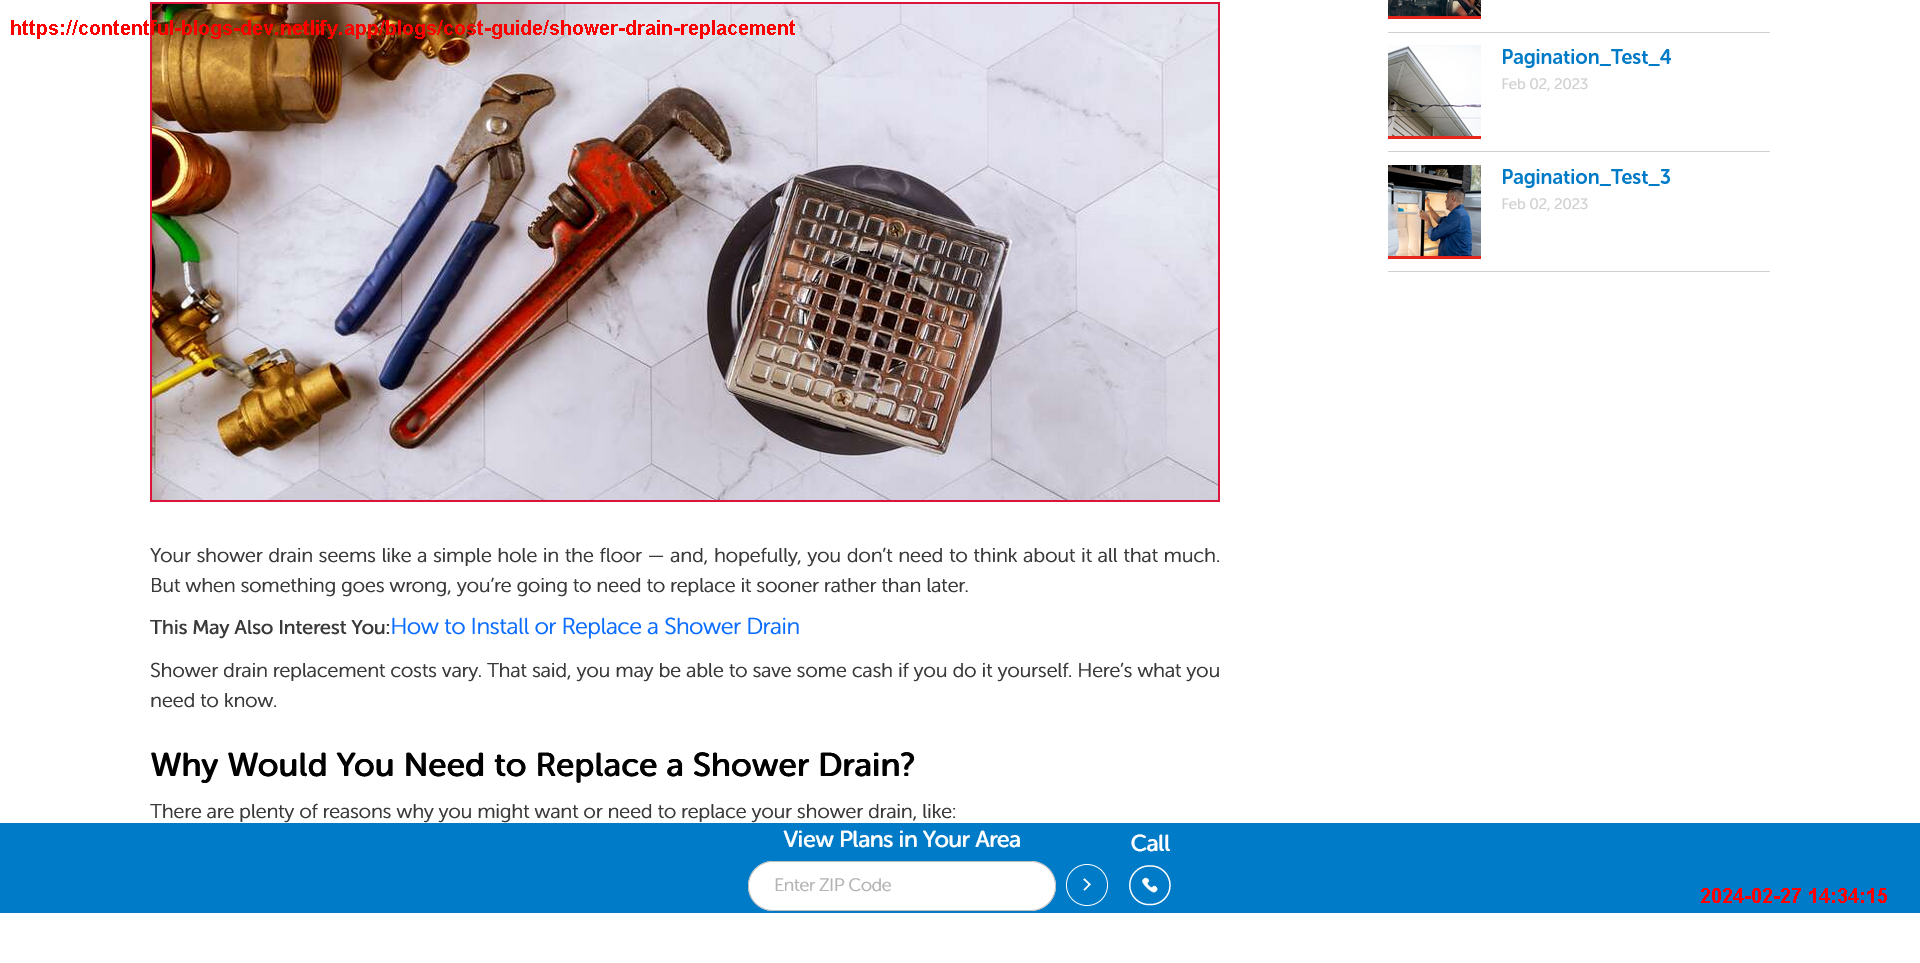 https://contentful-blogs-dev.netlify.app/blogs/cost-guide/shower-drain-replacement
Pagination_Test_4
Feb 02, 2023
Pagination_Test_3
Feb 02, 2023
Your shower drain seems like a simple hole in the floor — and, hopefully, you don’t need to think about it all that much.
But when something goes wrong, you’re going to need to replace it sooner rather than later.
This May Also Interest You:How to Install or Replace a Shower Drain
Shower drain replacement costs vary. That said, you may be able to save some cash if you do it yourself. Here’s what you
need to know.
Why Would You Need to Replace a Shower Drain?
There are plenty of reasons why you might want or need to replace your shower drain, like:
View Plans in Your Area
Call
Enter ZIP Code
2024-02-27 14:34:15